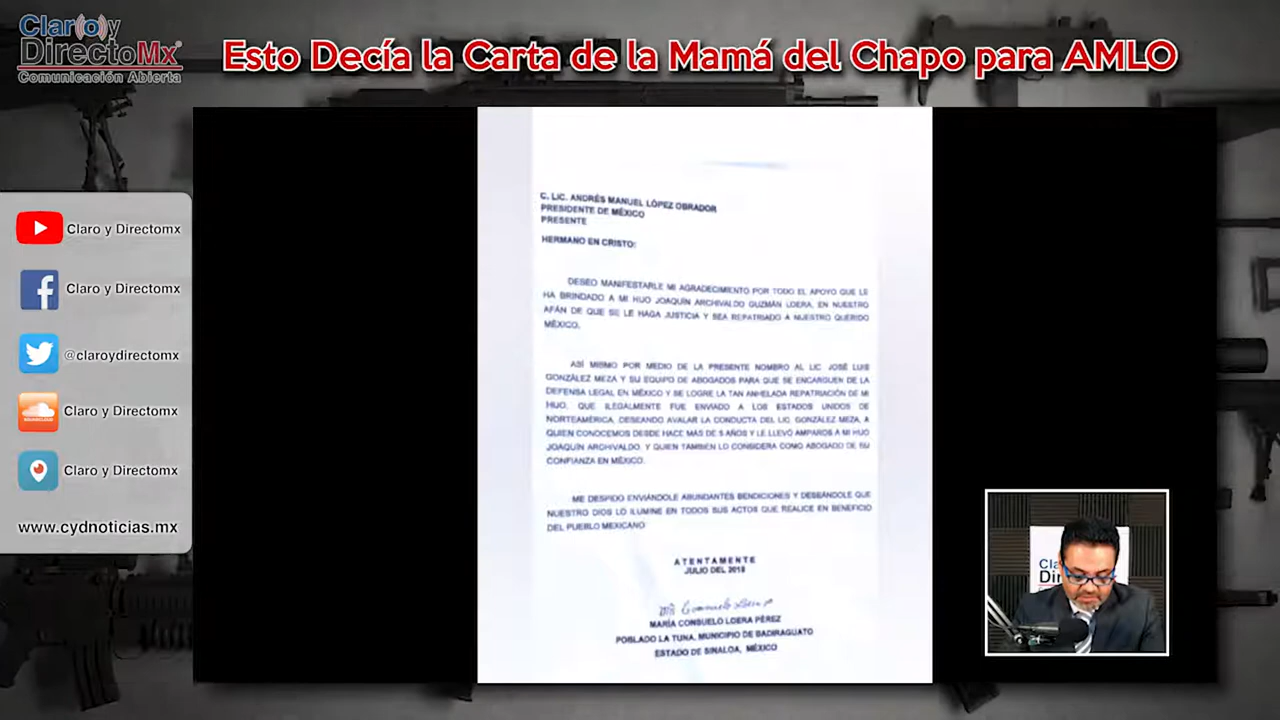 Claro y
DirectoMx
Comunicación Abierta
Esto Decía la Carta de la Mamá del Chapo para AMLO
Claro y Directomx
Claro y Directomx
@claroydirectomx
Claro y Directomx
Claro y Directomx
www.cydnoticias.mx
C. LIC. ANDRÉS MANUEL LÓPEZ OBRADOR
PRESIDENTE DE MÉXICO
PRESENTE
HERMANO EN CRISTO:
DESEO MANIFESTARLE MI AGRADECIMIENTO POR TODO EL APOYO QUE LE
HA BRINDADO A MI HIJO JOAQUÍN ARCHIVALDO GUZMÁN LOERA, EN NUESTRO
AFÁN DE QUE SE LE HAGA JUSTICIA Y SEA REPATRIADO A NUESTRO QUERIDO
MÉXICO.
ASÍ MISMO POR MEDIO DE LA PRESENTE NOMBRO AL LIC JOSÉ LUIS
GONZÁLEZ MEZA Y SU EQUIPO DE ABOGADOS PARA QUE SE ENCARGUEN DE LA
DEFENSA LEGAL EN MÉXICO Y SE LOGRE LA TAN ANHELADA REPATRIACIÓN DE MI
HIJO, QUE ILEGALMENTE FUE ENVIADO A LOS ESTADOS UNIDOS DE
NORTEAMÉRICA, DESEANDO AVALAR LA CONDUCTA DEL LIC. GONZÁLEZ MEZA, A
QUIEN CONOCEMOS DESDE HACE MÁS DE 5 AÑOS Y LE LLEVÓ AMPAROS A MI HIJO
JOAQUÍN ARCHIVALDO, Y QUIEN TAMBIÉN LO CONSIDERA COMO ABOGADO DE SU
CONFIANZA EN MÉXICO.
ME DESPIDO ENVIÁNDOLE ABUNDANTES BENDICIONES Y DESEÁNDOLE QUE
NUESTRO DIOS LO ILUMINE EN TODOS SUS ACTOS QUE REALICE EN BENEFICIO
DEL PUEBLO MEXICANO
ATENTAMENTE
JULIO DEL 2019
MARÍA CONSUELO LOERA PÉREZ
POBLADO LA TUNA, MUNICIPIO DE BADIRAGUATO
ESTADO DE SINALOA, MÉXICO